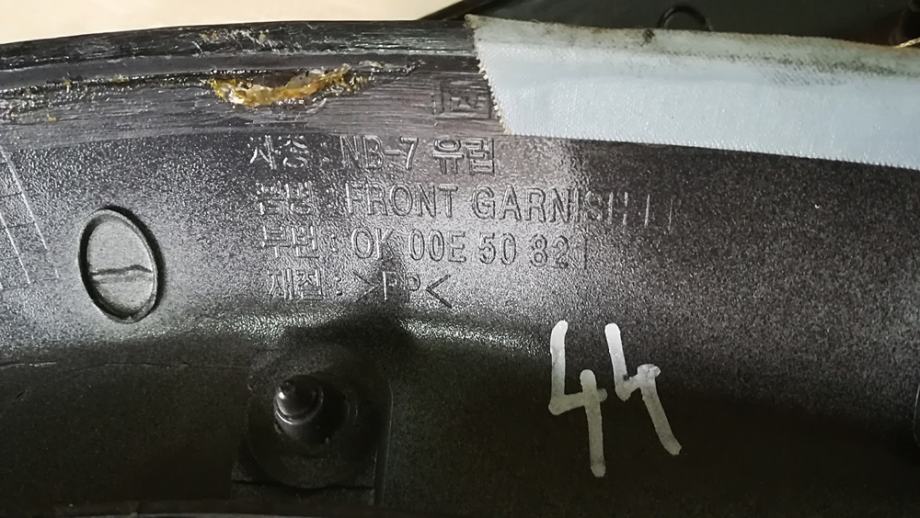 차종 : NB-7 유럽
품명 : FRONT GARNISH
부번 : OK 00E 50 821
재질 : >PP<
44